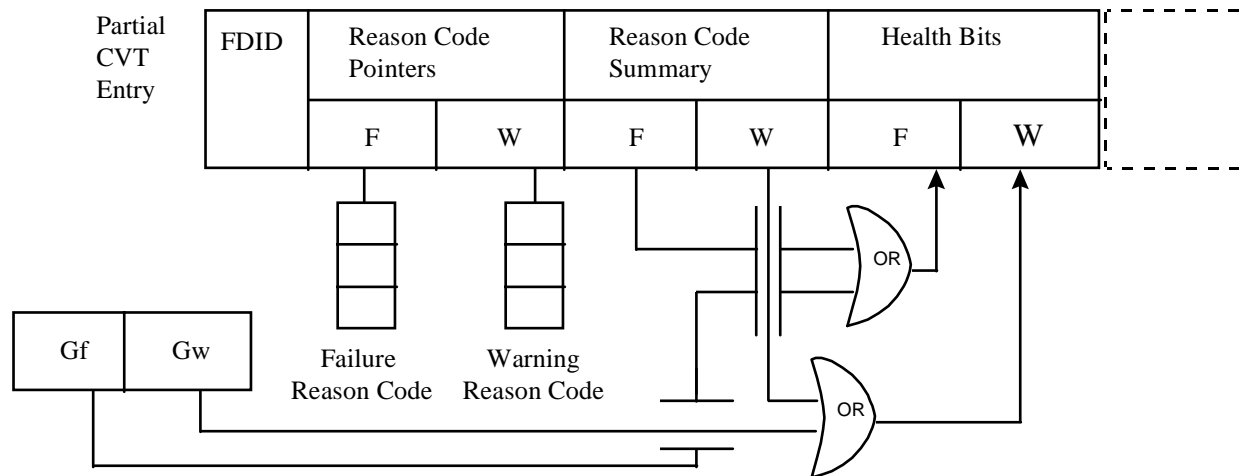 Partial
CVT
Entry
FDID
Reason Code
Pointers
Reason Code
Summary
Health Bits
F
W
F
W
F
W
OR
Gf
Gw
Failure
Reason Code
Warning
Reason Code
OR